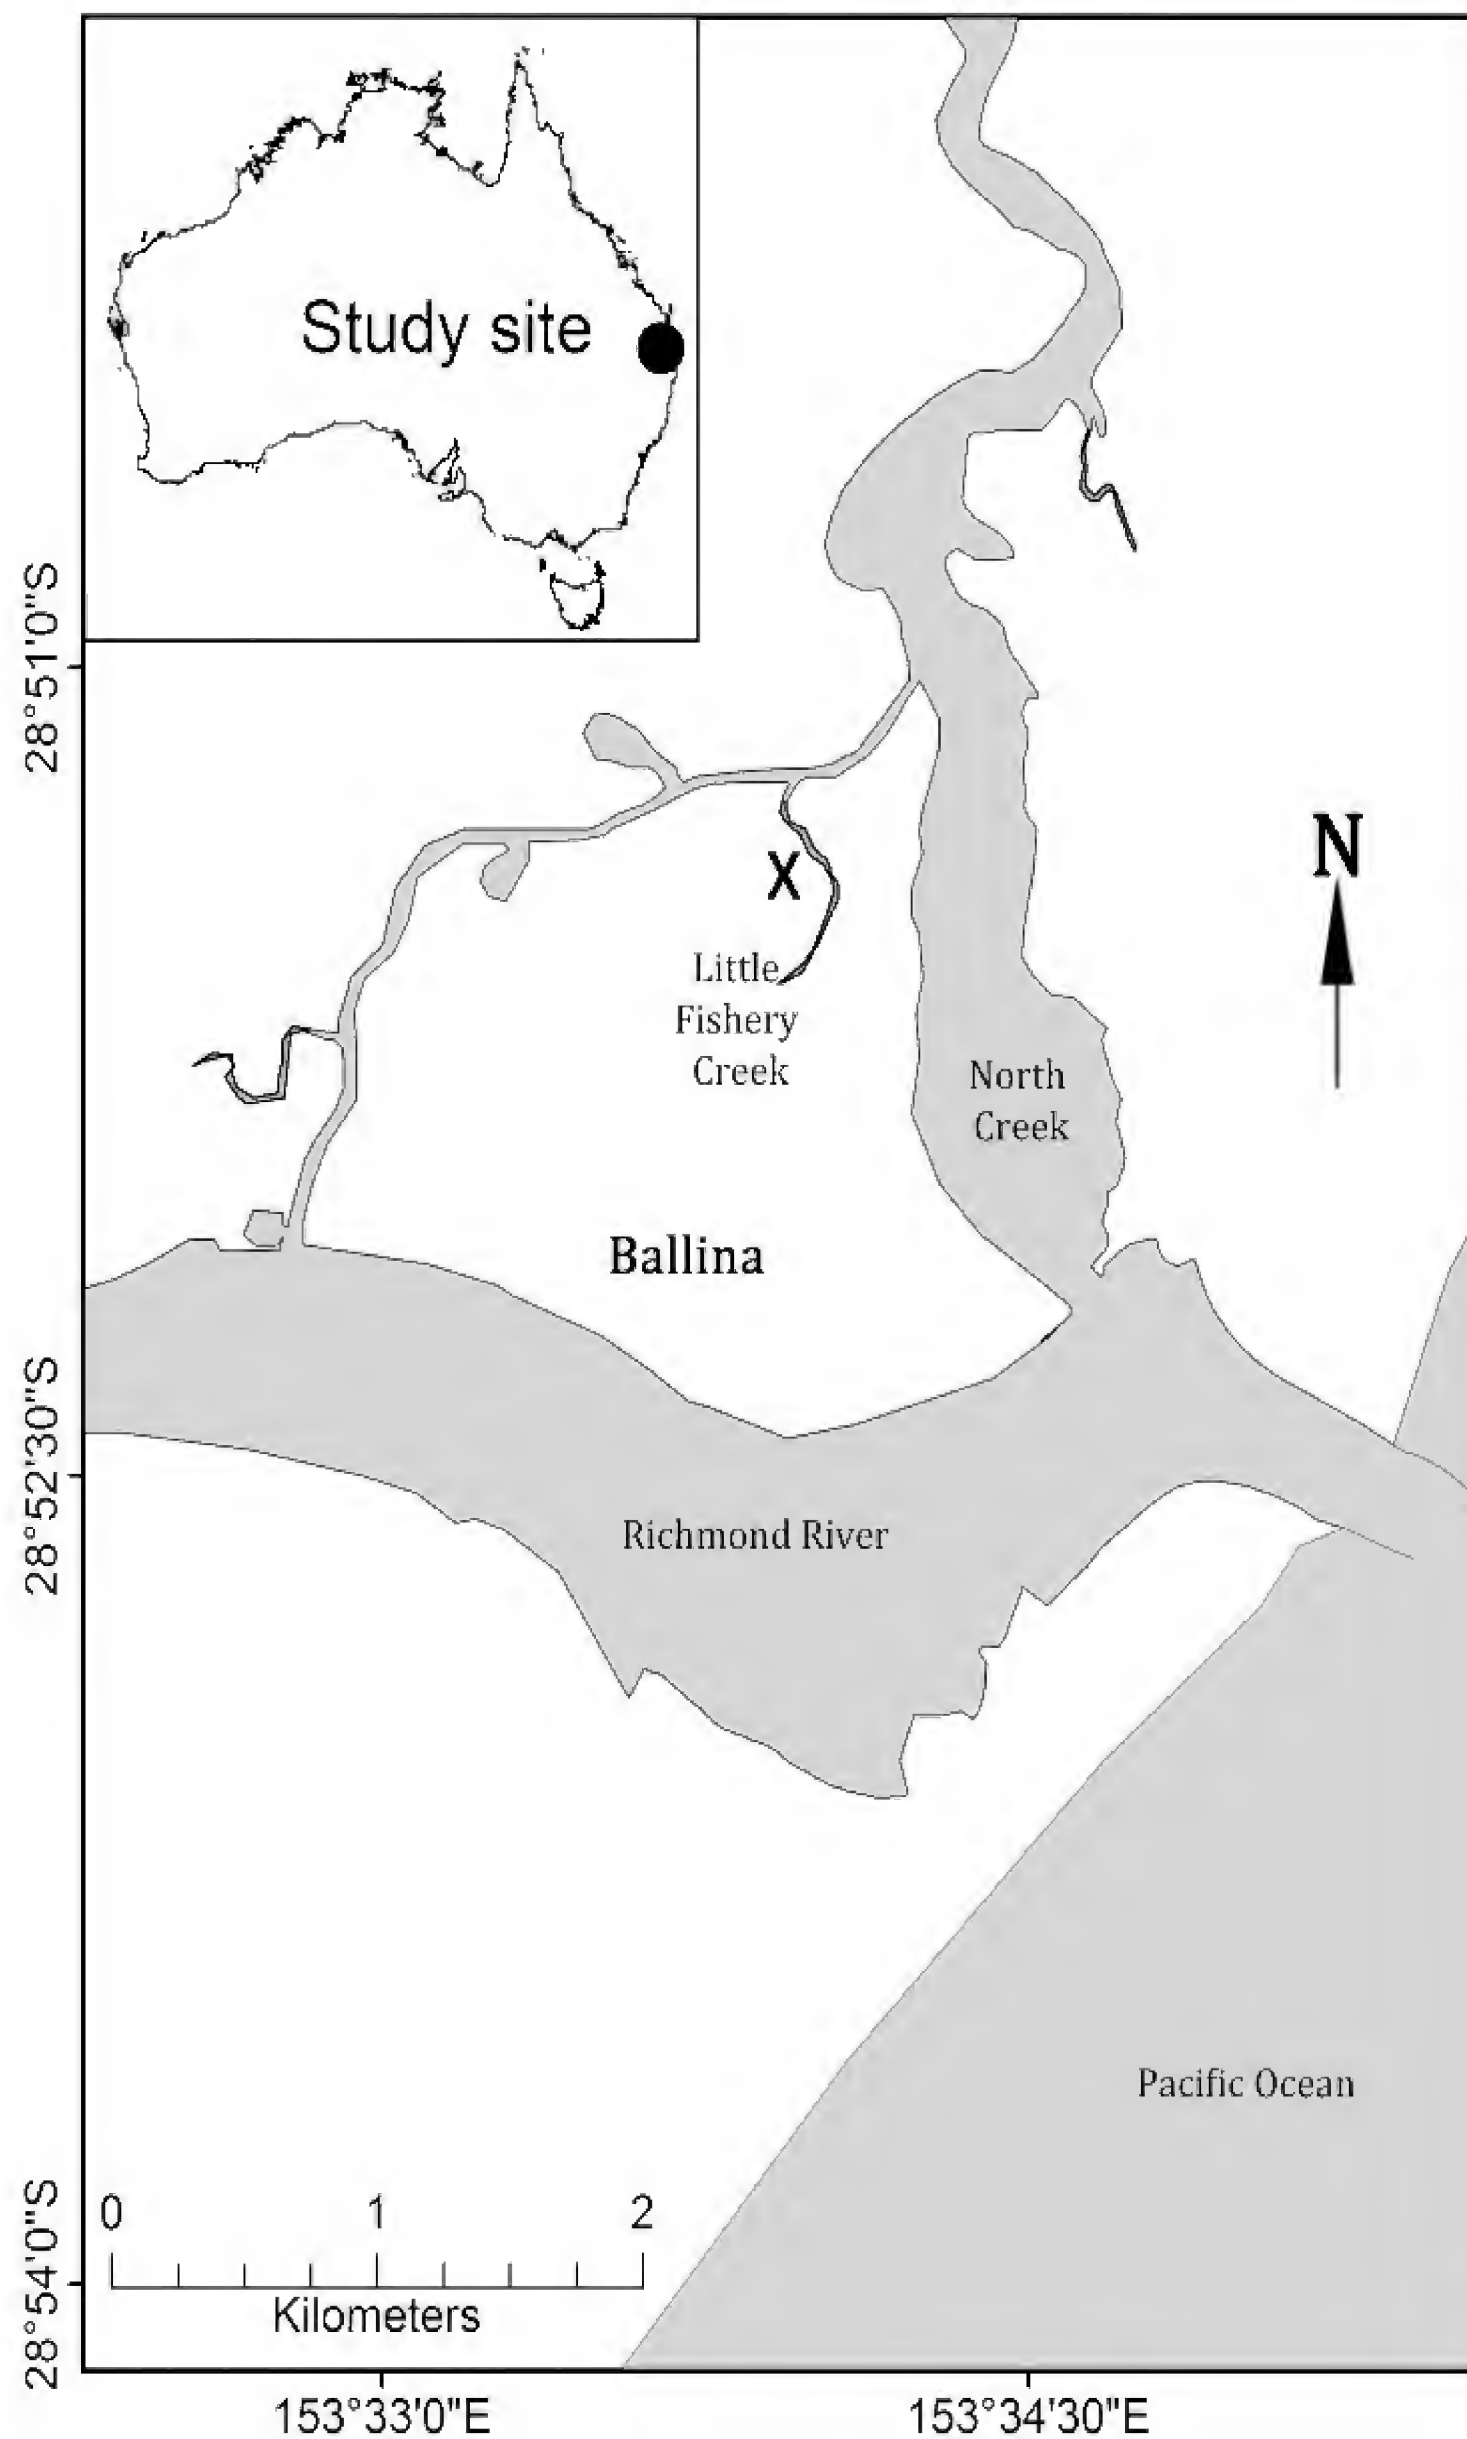 Study site
28°51'0"S
X
N
Little
Fishery
Creek
North
Creek
Ballina
28°52'30"S
Richmond River
Pacific Ocean
0 1 2
Kilometers
28°54'0"S
153°33'0"E 153°34'30"E